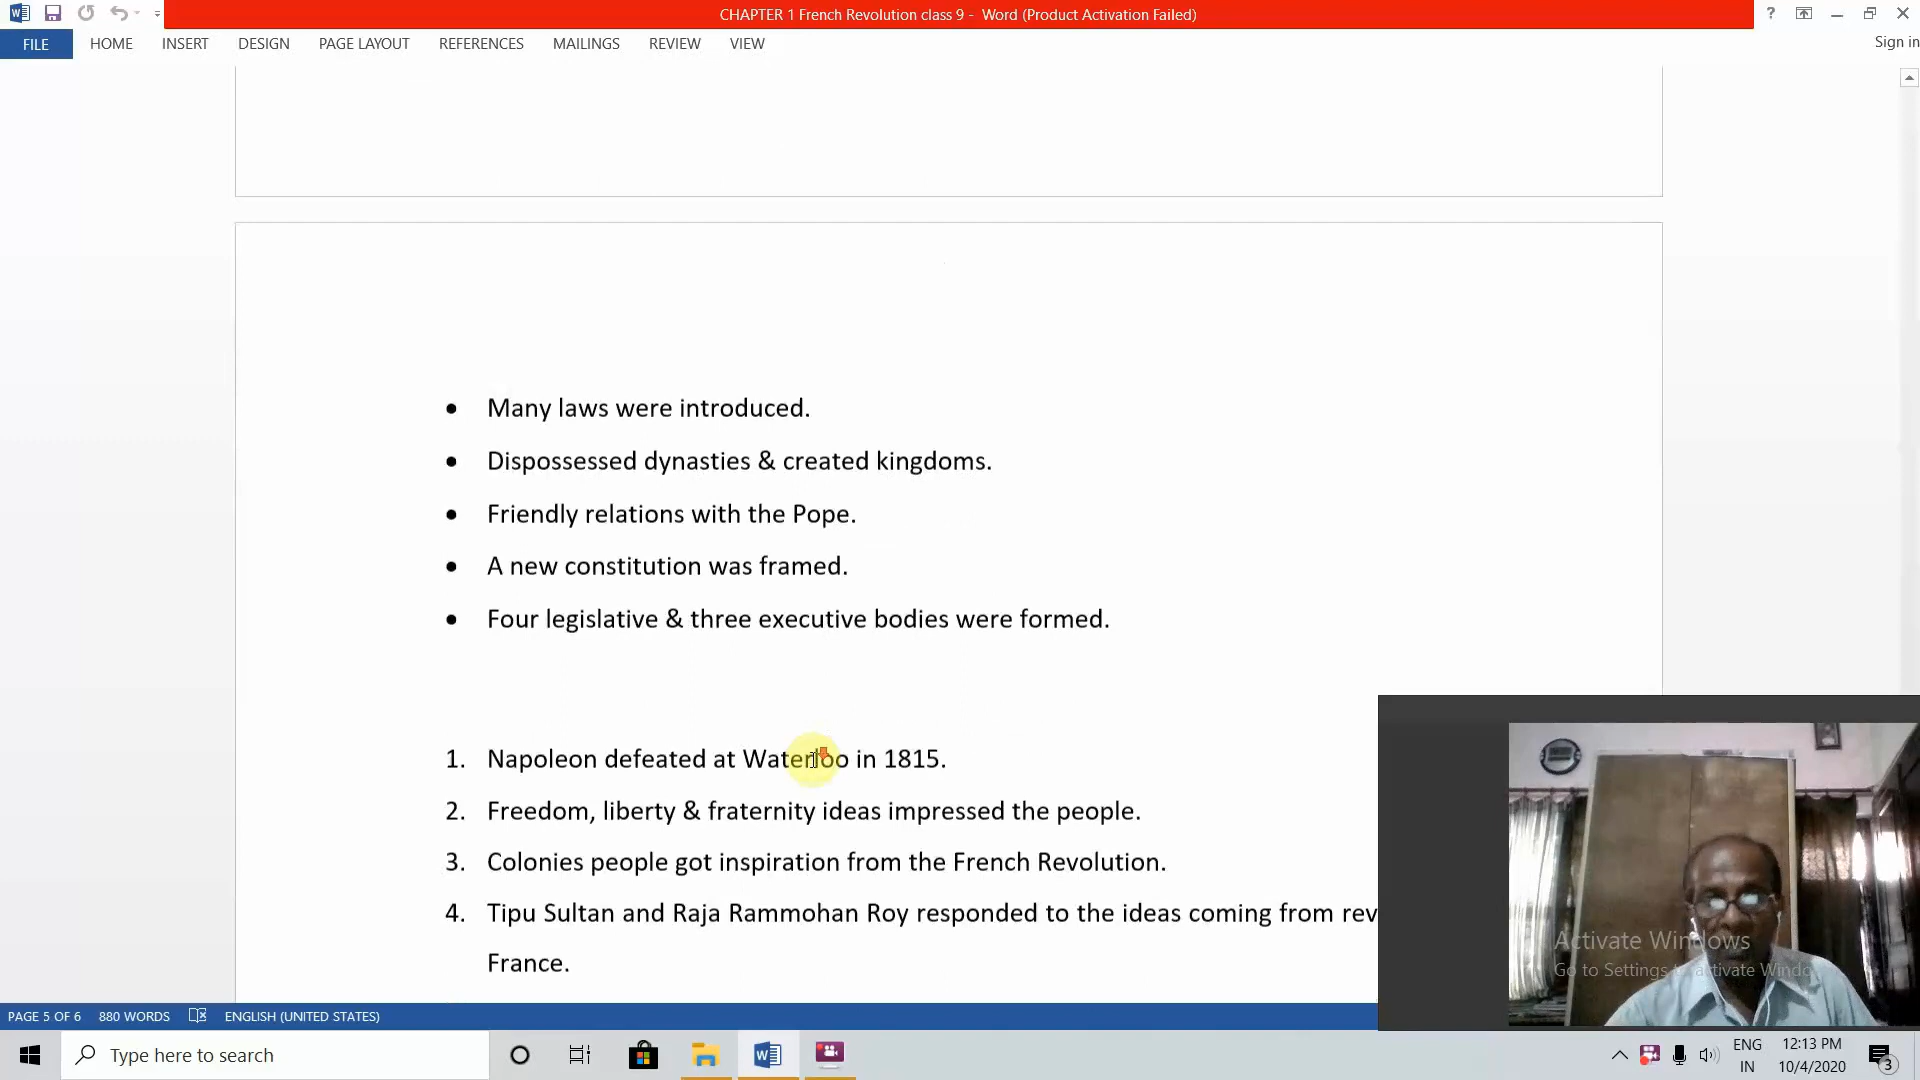 CHAPTER 1 French Revolution class 9 - Word (Product Activation Failed)
FILE HOME INSERT DESIGN PAGE LAYOUT REFERENCES MAILINGS REVIEW VIEW
Sign in
• Many laws were introduced.
• Dispossessed dynasties & created kingdoms.
• Friendly relations with the Pope.
• A new constitution was framed.
• Four legislative & three executive bodies were formed.
1. Napoleon defeated at Waterloo in 1815.
2. Freedom, liberty & fraternity ideas impressed the people.
3. Colonies people got inspiration from the French Revolution.
4. Tipu Sultan and Raja Rammohan Roy responded to the ideas coming from rev
France.
Activate Windows
Go to Settings to activate Windo
PAGE 5 OF 6 880 WORDS ENGLISH (UNITED STATES)
Type here to search
ENG
IN
12:13 PM
10/4/2020
3